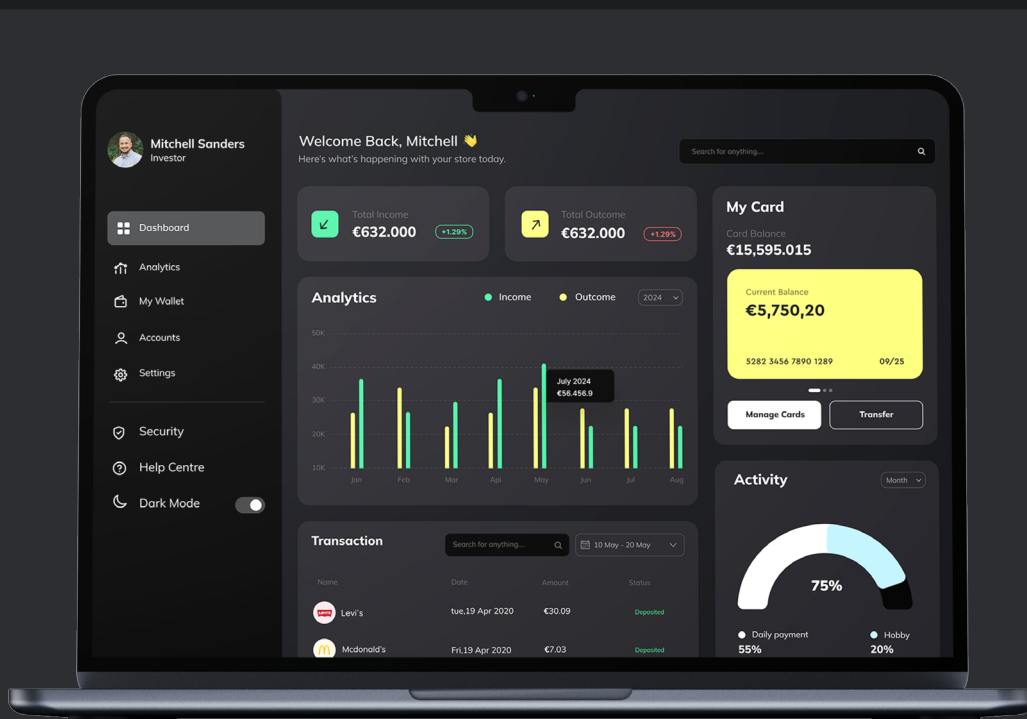 Mitchell Sanders
Investor
Dashboard
Analytics
My Wallet
Accounts
Settings
Security
Help Centre
Dark Mode
Welcome Back, Mitchell 👋
Here's what's happening with your store today.
Search for anything...
Total Income
€632.000
+1.29%
Total Outcome
€632.000
+1.29%
Analytics
Income
Outcome
2024
50K
40K
30K
20K
10K
July 2024
€56.456.9
Jan Feb Mar Apl May Jun Jul Aug
My Card
Card Balance
€15,595.015
Current Balance
€5,750,20
5282 3456 7890 1289 09/25
Manage Cards
Transfer
Transaction
Search for anything...
10 May - 20 May
Name Date Amount Status
Levi's
Levi's tue,19 Apr 2020 €30.09 Deposited
Mcdonald's Fri,19 Apr 2020 €7.03 Deposited
Activity
Month
75%
Daily payment
55%
Hobby
20%